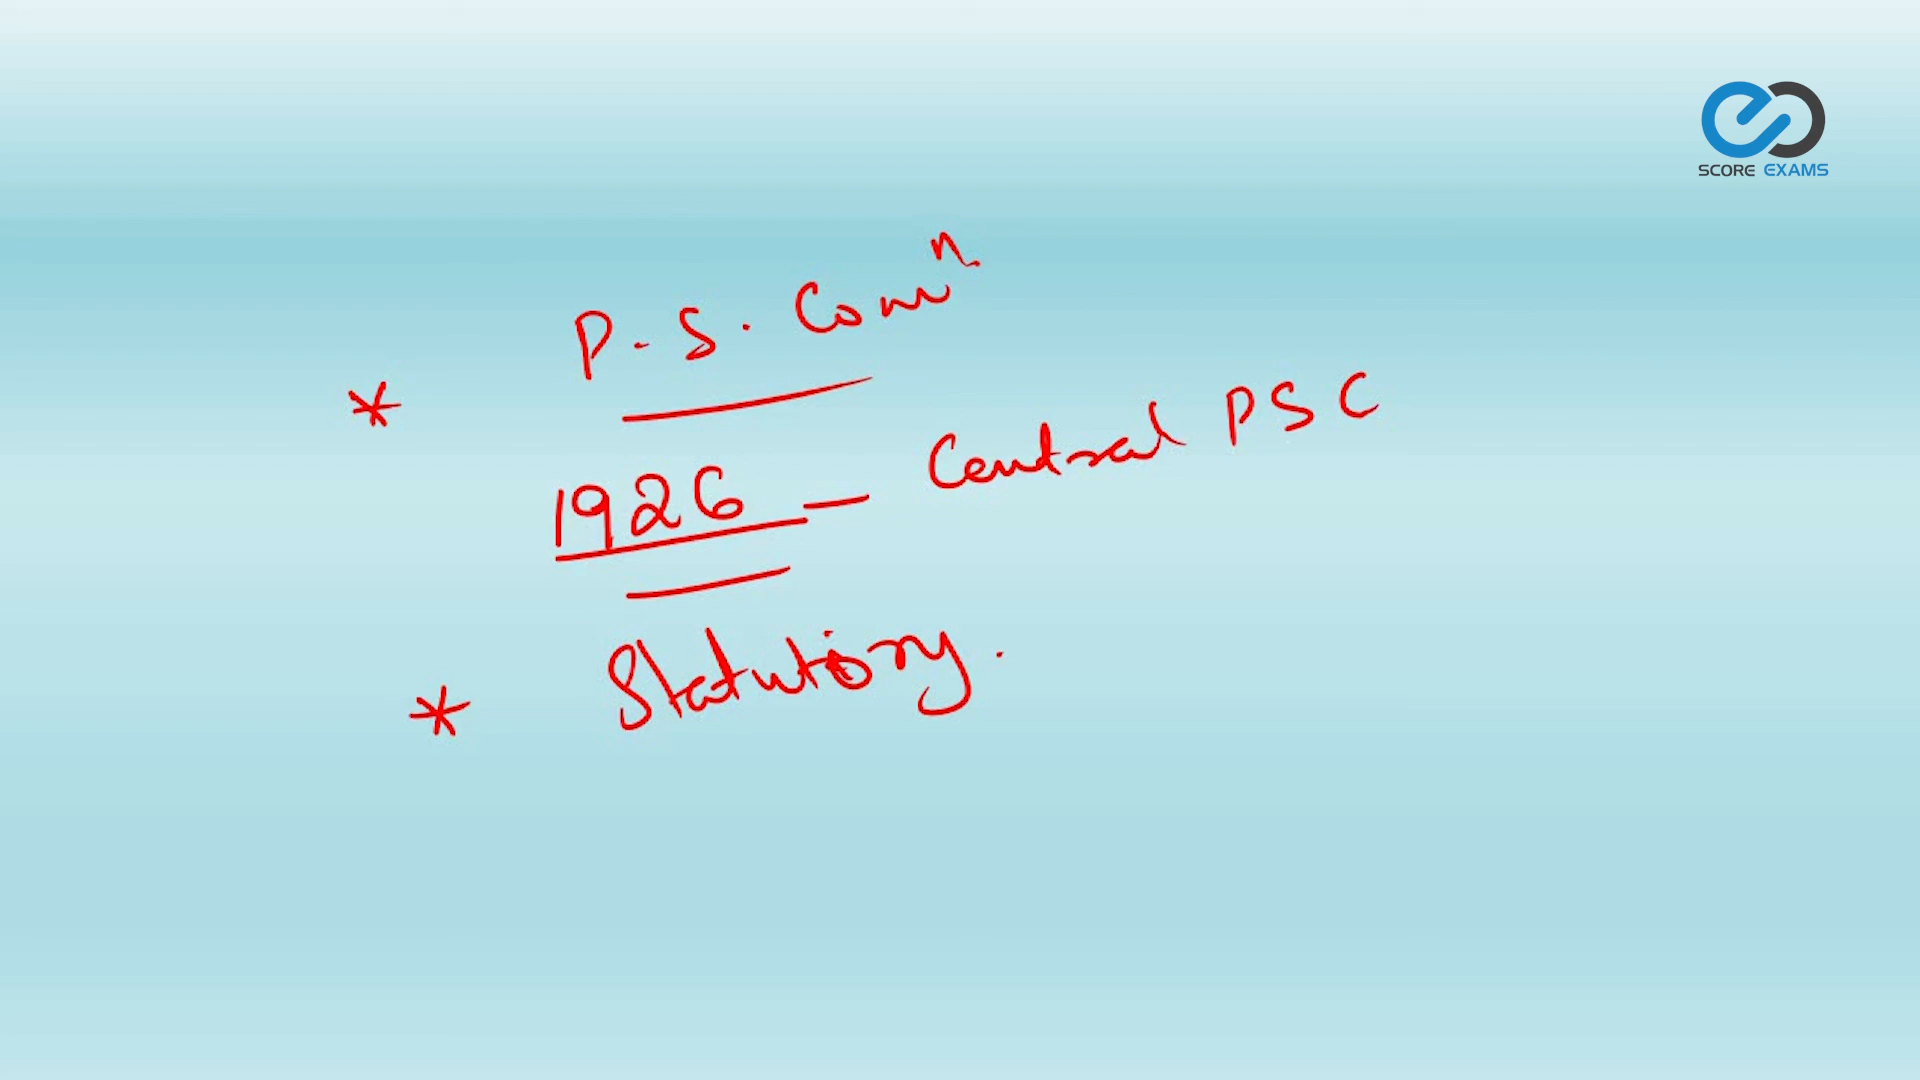 SCORE EXAMS
P. S. Comⁿ
*
1926 — Central PSC
* Statutory.